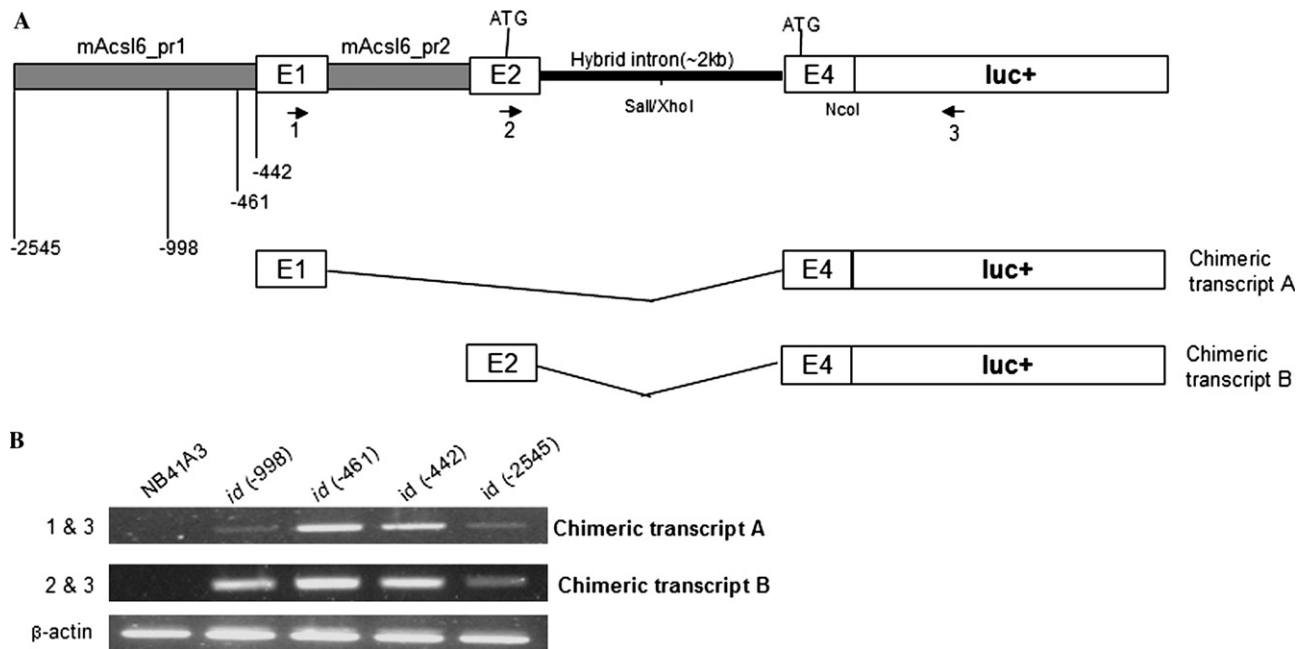 A
mAcsl6_pr1
mAcsl6_pr2
ATG
ATG
E1
E2
Hybrid intron(~2kb)
E4
luc+
SalI/XhoI
NcoI
1
2
3
-442
-461
-998
-2545
E1
E4
luc+
Chimeric
transcript A
E2
E4
luc+
Chimeric
transcript B
B
NB41A3
id (-998)
id (-461)
id (-442)
id (-2545)
1 & 3
Chimeric transcript A
2 & 3
Chimeric transcript B
β-actin